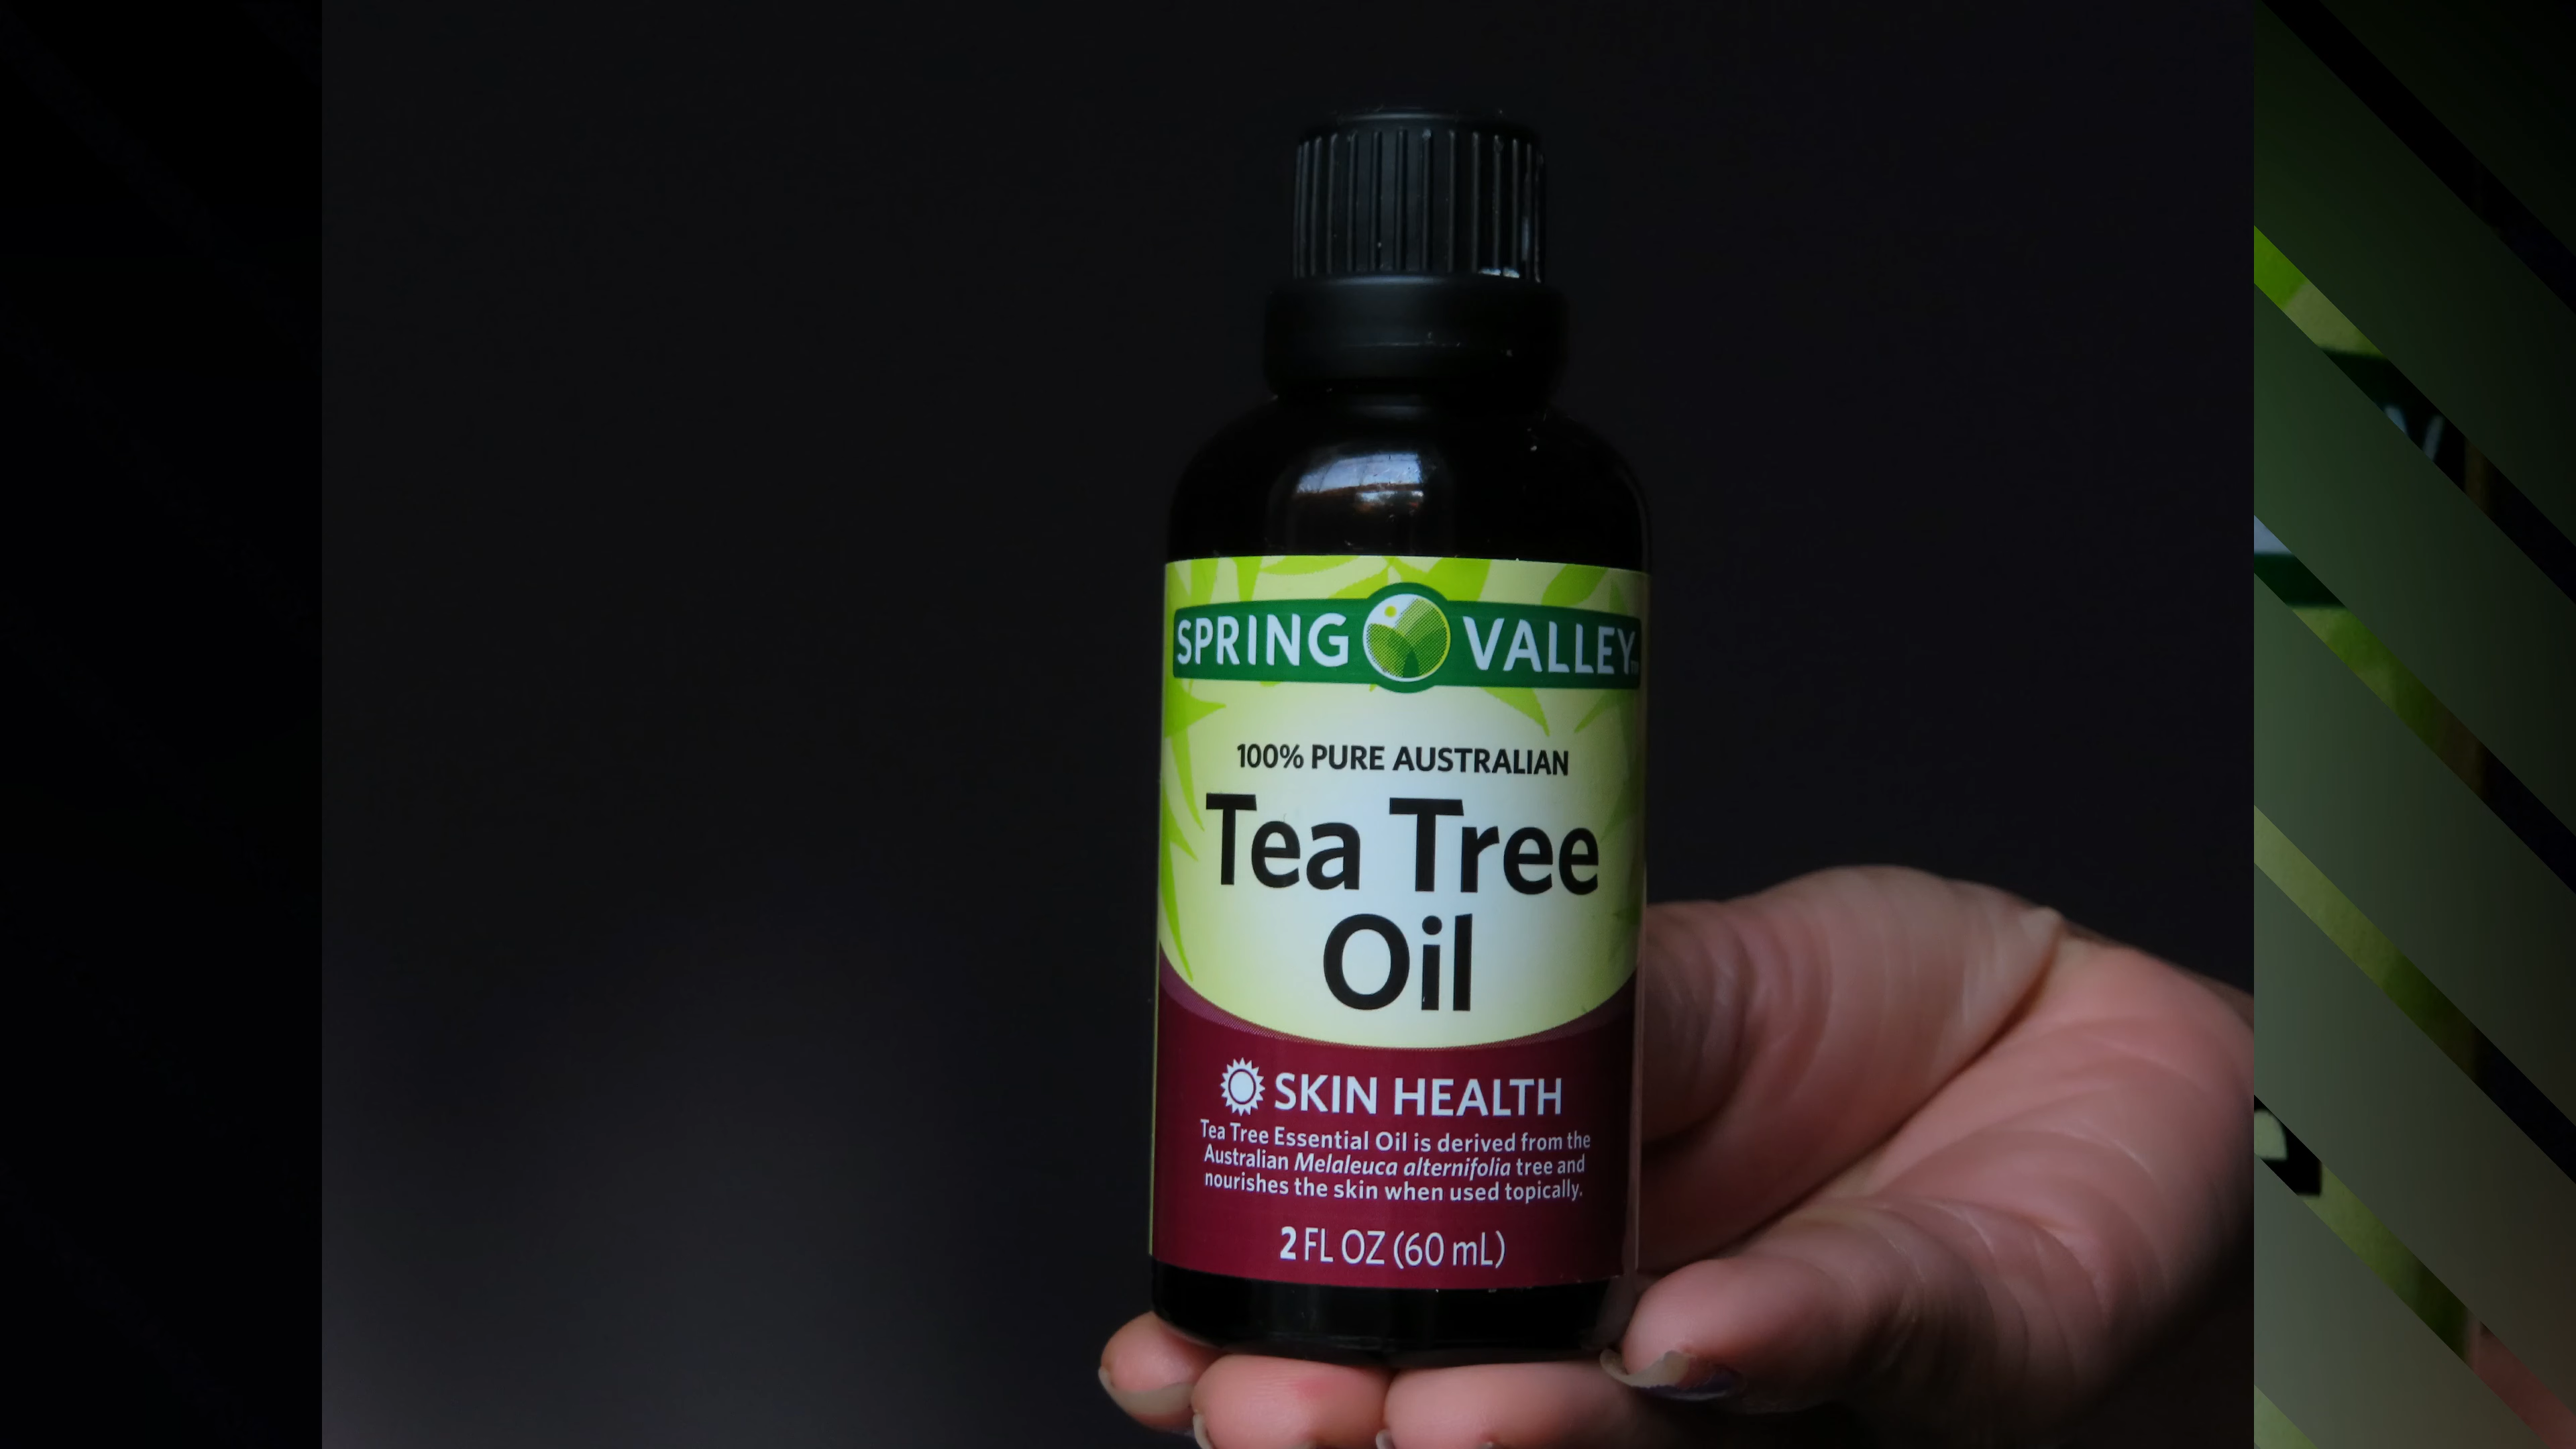 SPRING VALLEY
100% PURE AUSTRALIAN
Tea Tree
Oil
SKIN HEALTH
Tea Tree Essential Oil is derived from the
Australian Melaleuca alternifolia tree and
nourishes the skin when used topically.
2 FL OZ (60 mL)